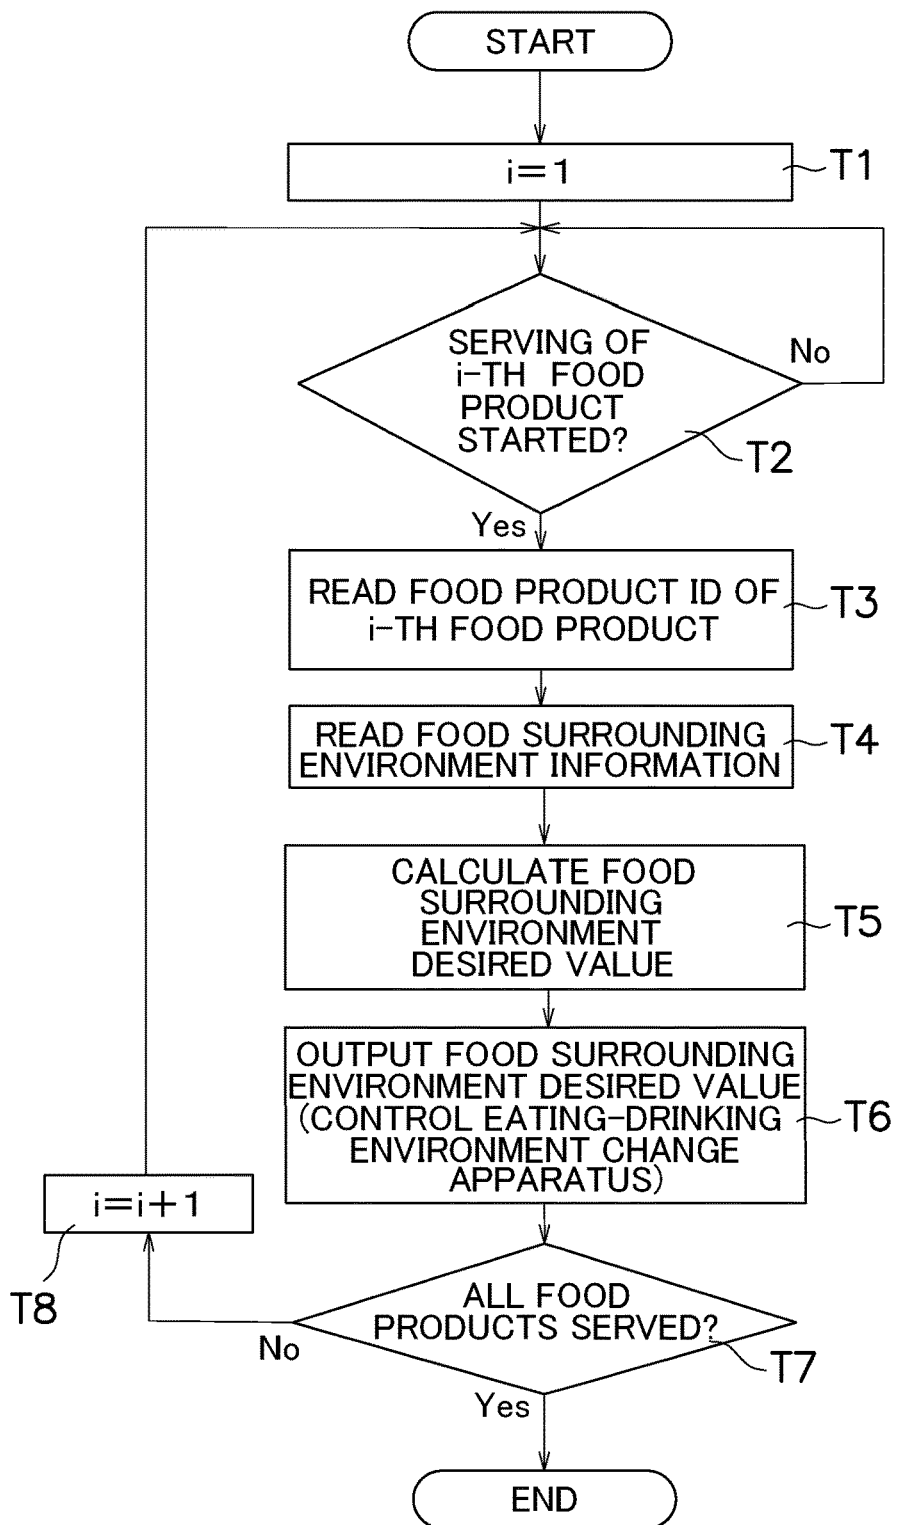 START
i=1
T1
SERVING OF
i-TH FOOD
PRODUCT
STARTED?
No
T2
Yes
READ FOOD PRODUCT ID OF
i-TH FOOD PRODUCT
T3
READ FOOD SURROUNDING
ENVIRONMENT INFORMATION
T4
CALCULATE FOOD
SURROUNDING
ENVIRONMENT
DESIRED VALUE
T5
OUTPUT FOOD SURROUNDING
ENVIRONMENT DESIRED VALUE
(CONTROL EATING-DRINKING
ENVIRONMENT CHANGE
APPARATUS)
T6
i=i+1
T8
ALL FOOD
PRODUCTS SERVED?
No
T7
Yes
END